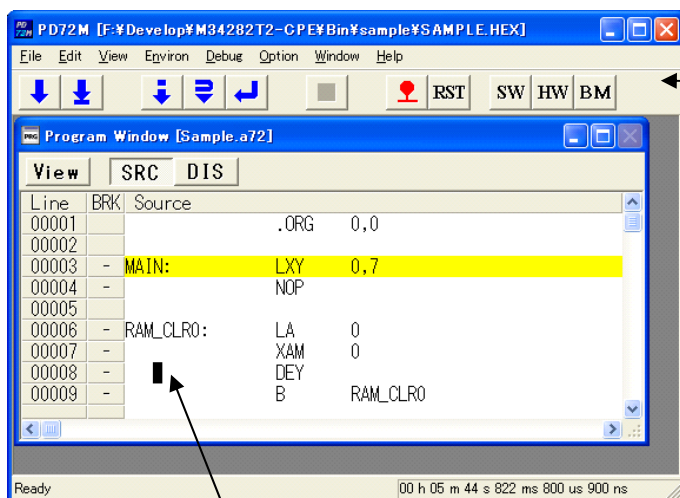 PD72M [F:¥Develop¥M34282T2-CPE¥Bin¥sample¥SAMPLE.HEX]
File Edit View Environ Debug Option Window Help
RST SW HW BM
Program Window [Sample.a72]
View SRC DIS
Line BRK Source
00001 .ORG 0,0
00002
00003 - MAIN: LXY 0,7
00004 - NOP
00005
00006 - RAM_CLR0: LA 0
00007 - XAM 0
00008 - DEY
00009 - B RAM_CLR0
Ready 00 h 05 m 44 s 822 ms 800 us 900 ns